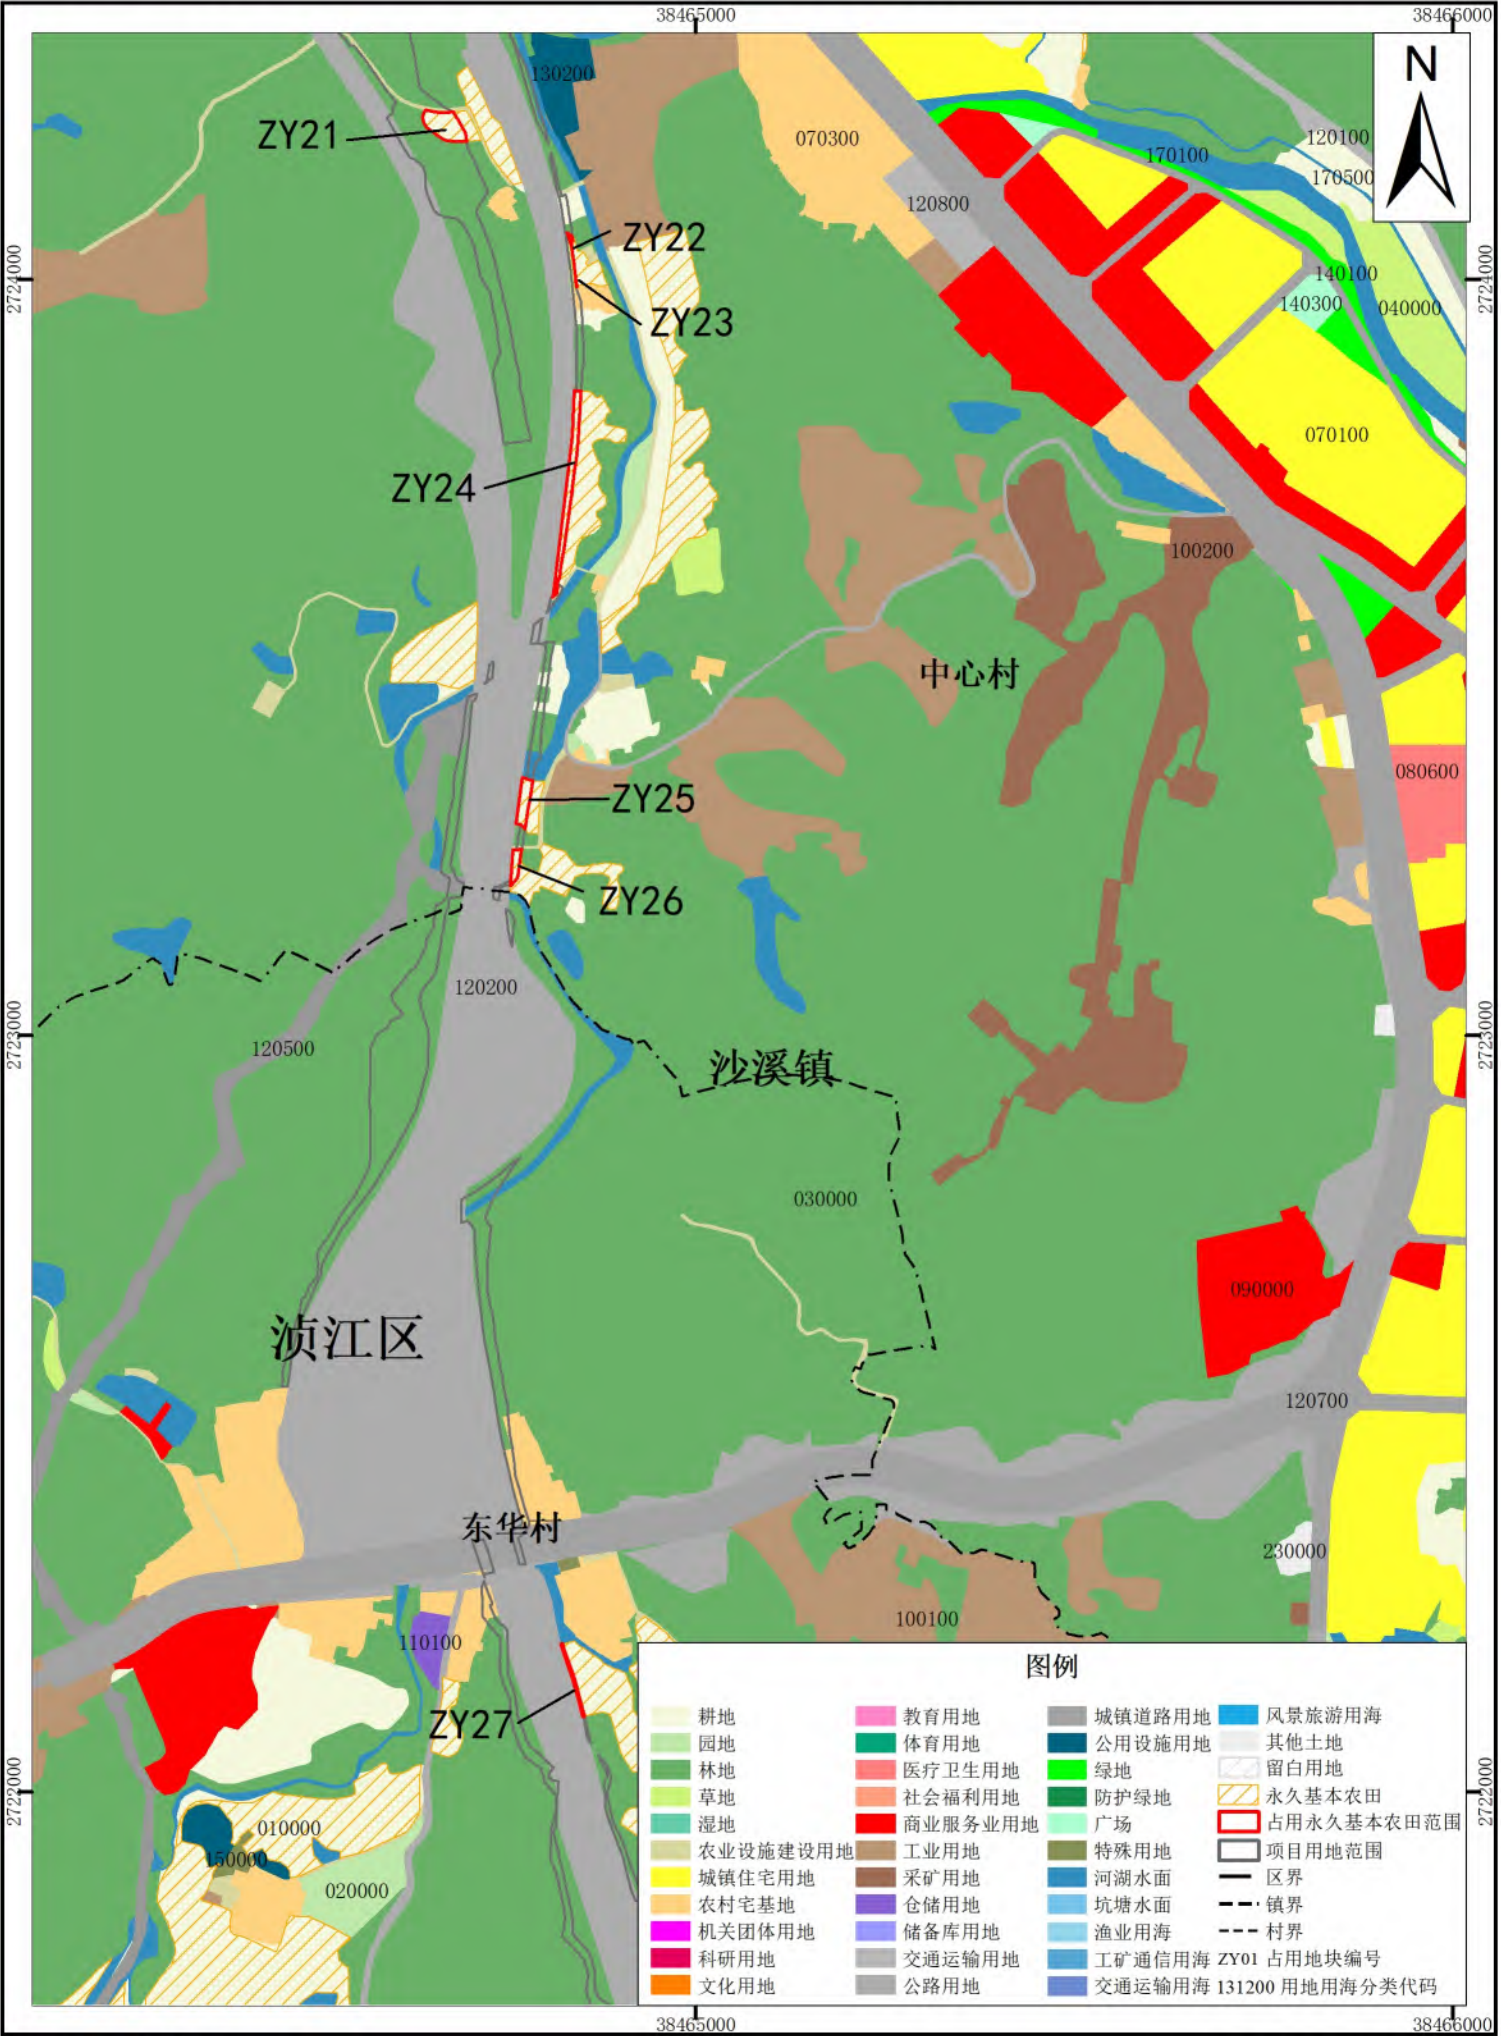 38465000
38466000
N
130200
ZY21
070300
120100
170100
170500
120800
ZY22
2724000
2724000
140100
140300
040000
ZY23
070100
ZY24
100200
中心村
080600
ZY25
ZY26
120200
2723000
2723000
120500
沙溪镇
030000
090000
浈江区
120700
东华村
230000
100100
110100
图例
ZY27
耕地
教育用地
城镇道路用地
风景旅游用海
园地
体育用地
公用设施用地
其他土地
林地
医疗卫生用地
绿地
留白用地
草地
社会福利用地
防护绿地
永久基本农田
湿地
商业服务业用地
广场
占用永久基本农田范围
农业设施建设用地
工业用地
特殊用地
项目用地范围
城镇住宅用地
采矿用地
河湖水面
区界
农村宅基地
仓储用地
坑塘水面
镇界
机关团体用地
储备库用地
渔业用海
村界
科研用地
交通运输用地
工矿通信用海
ZY01 占用地块编号
文化用地
公路用地
交通运输用海
131200 用地用海分类代码
2722000
2722000
010000
150000
020000
38465000
38466000